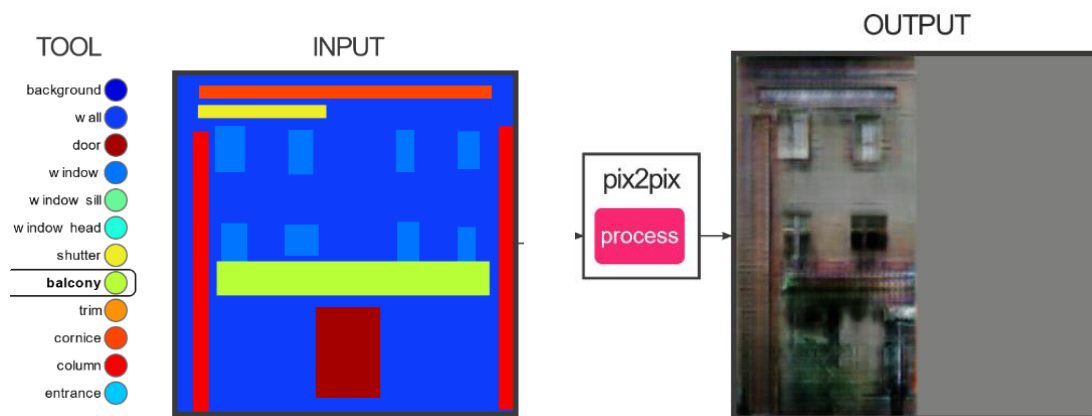 TOOL
background
wall
door
window
window sill
window head
shutter
balcony
trim
cornice
column
entrance
INPUT
pix2pix
process
OUTPUT